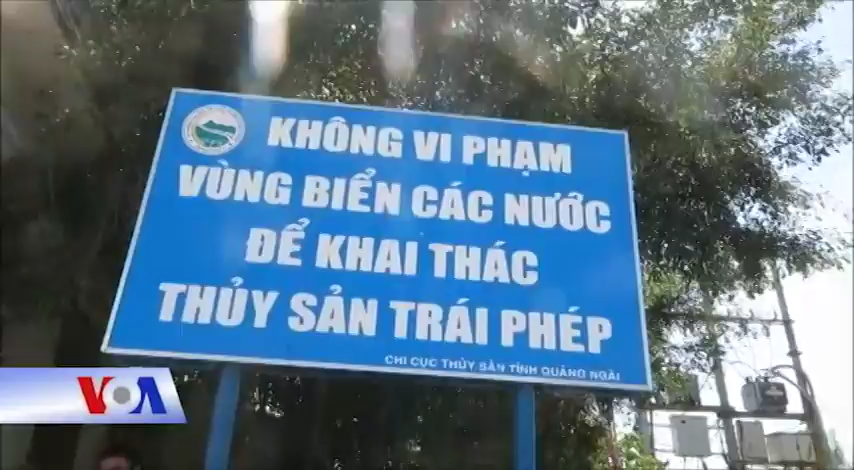 KHÔNG VI PHẠM
VÙNG BIỂN CÁC NƯỚC
ĐỂ KHAI THÁC
THỦY SẢN TRÁI PHÉP
CHI CỤC THỦY SẢN TỈNH QUẢNG NGÃI
VOA